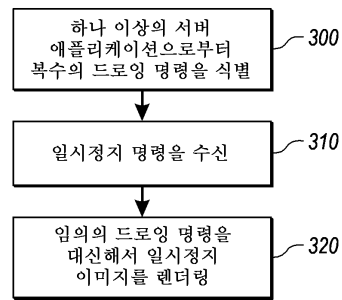 하나 이상의 서버
애플리케이션으로부터
복수의 드로잉 명령을 식별
300
일시정지 명령을 수신
310
임의의 드로잉 명령을
대신해서 일시정지
이미지를 렌더링
320